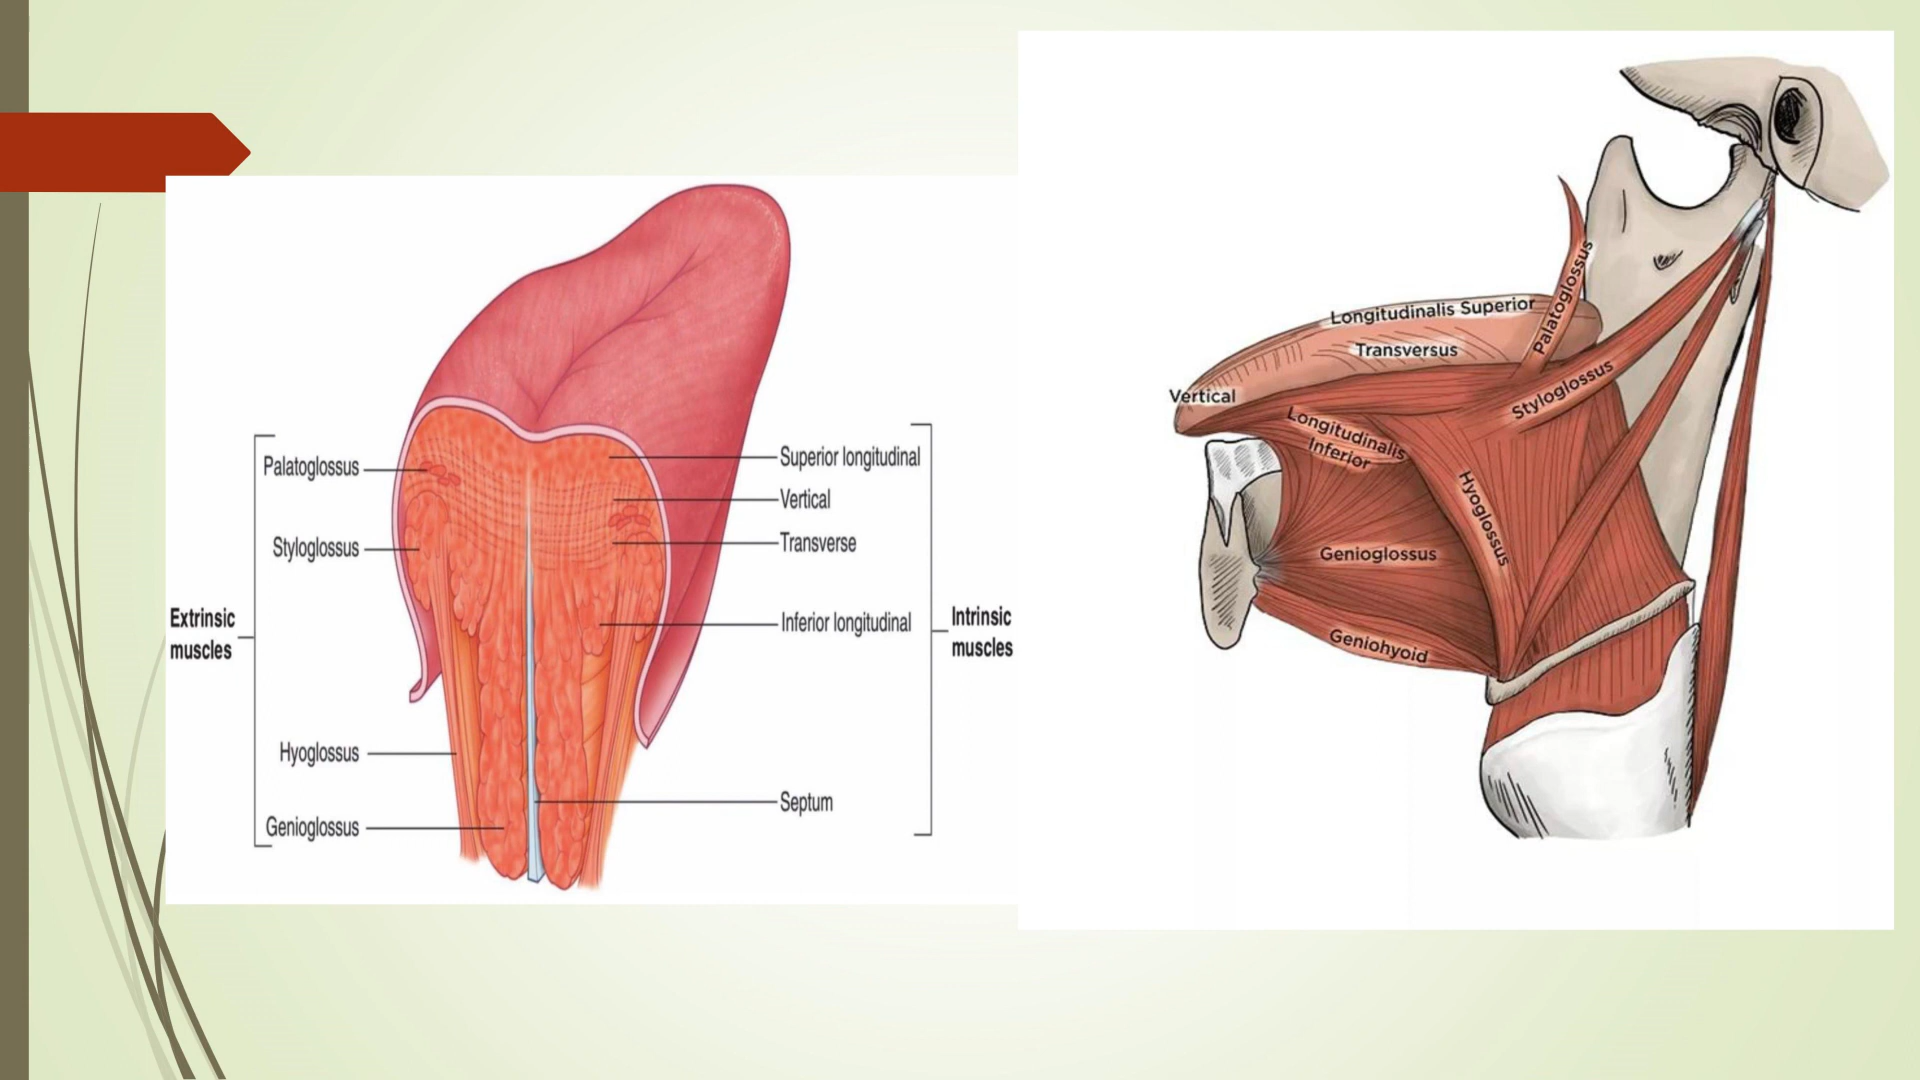 Palatoglossus
Styloglossus
Extrinsic
muscles
Hyoglossus
Genioglossus
Superior longitudinal
Vertical
Transverse
Inferior longitudinal
Intrinsic
muscles
Septum
Longitudinalis Superior
Palatoglossus
Transversus
Styloglossus
Vertical
Longitudinalis
Inferior
Hyoglossus
Genioglossus
Geniohyoid